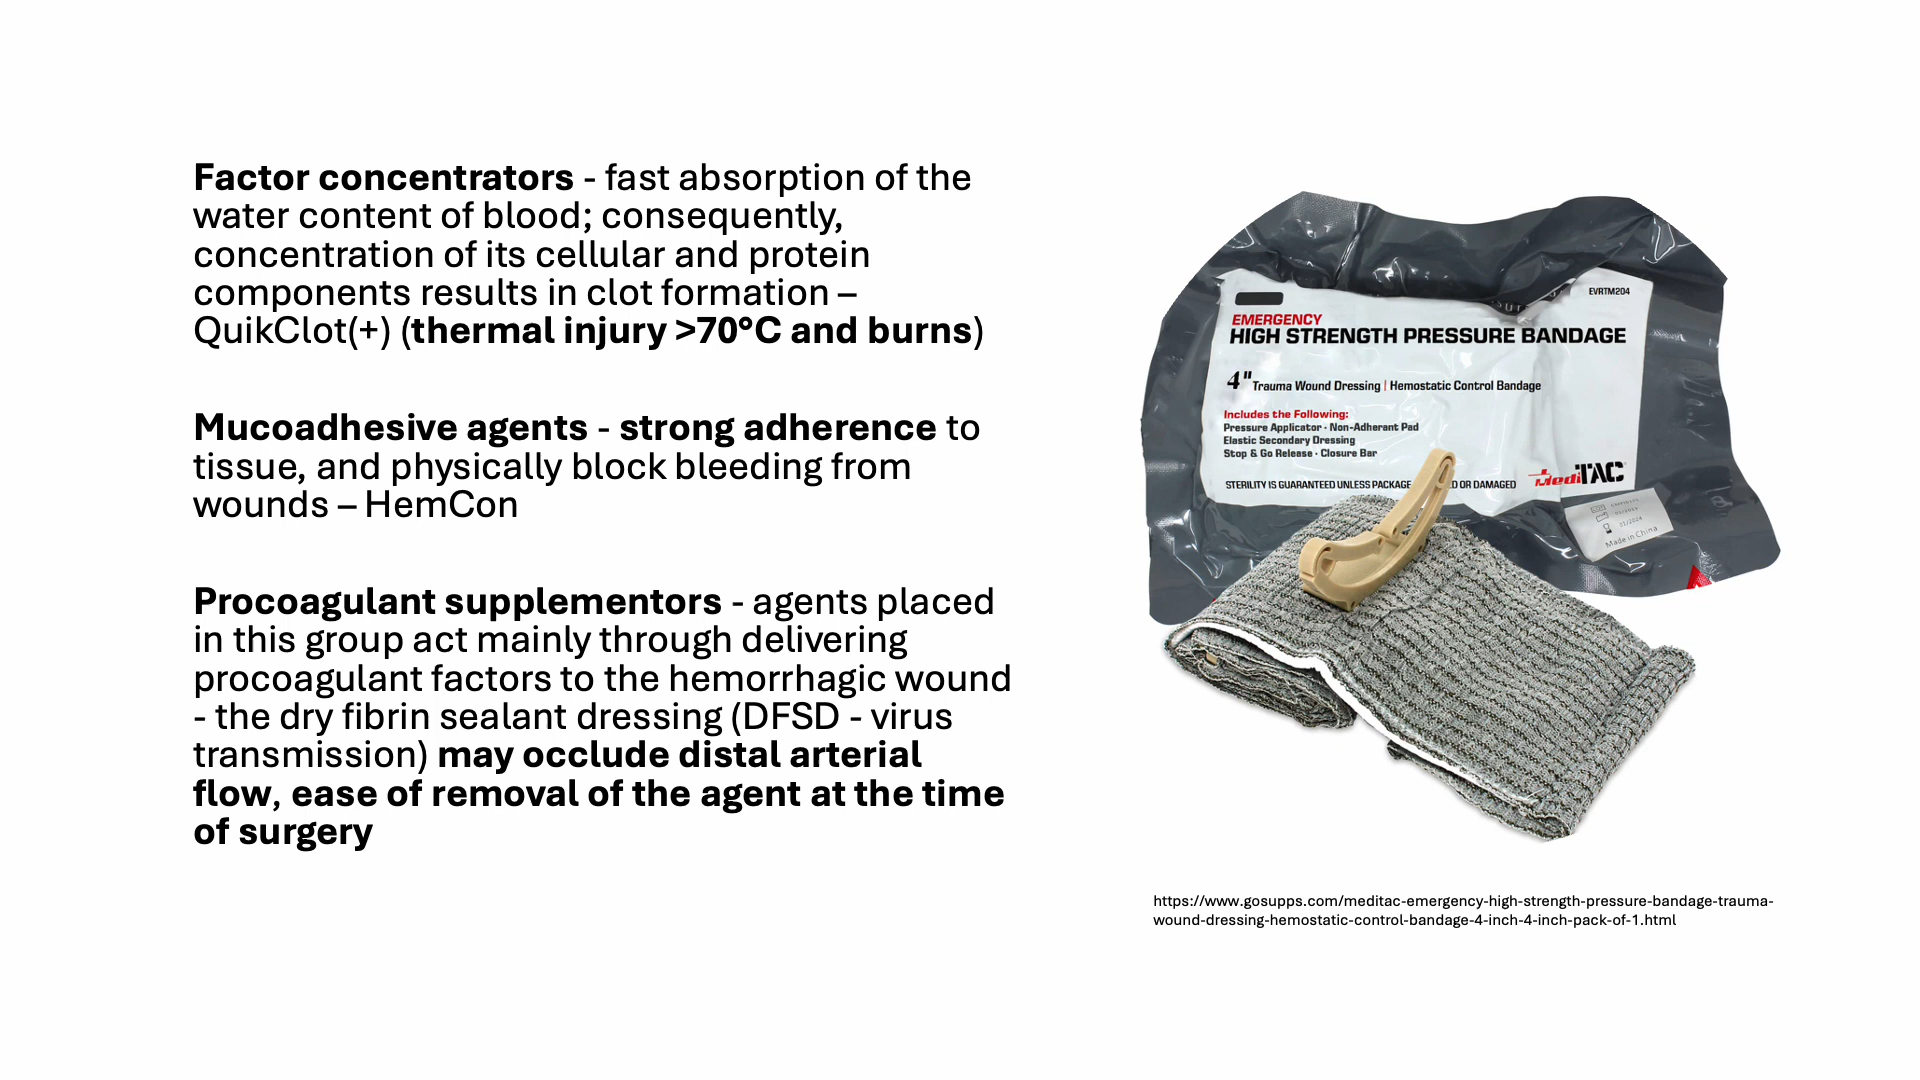 Factor concentrators - fast absorption of the
water content of blood; consequently,
concentration of its cellular and protein
components results in clot formation –
QuikClot(+) (thermal injury >70°C and burns)
Mucoadhesive agents - strong adherence to
tissue, and physically block bleeding from
wounds – HemCon
Procoagulant supplementors - agents placed
in this group act mainly through delivering
procoagulant factors to the hemorrhagic wound
- the dry fibrin sealant dressing (DFSD - virus
transmission) may occlude distal arterial
flow, ease of removal of the agent at the time
of surgery
EVRTM204
EMERGENCY
HIGH STRENGTH PRESSURE BANDAGE
4" Trauma Wound Dressing | Hemostatic Control Bandage
Includes the Following:
Pressure Applicator · Non-Adherent Pad
Elastic Secondary Dressing
Stop & Go Release · Closure Bar
STERILITY IS GUARANTEED UNLESS PACKAGE OR DAMAGED
MediTAC
01/2024
Made in China
https://www.gosupps.com/meditac-emergency-high-strength-pressure-bandage-trauma-
wound-dressing-hemostatic-control-bandage-4-inch-4-inch-pack-of-1.html